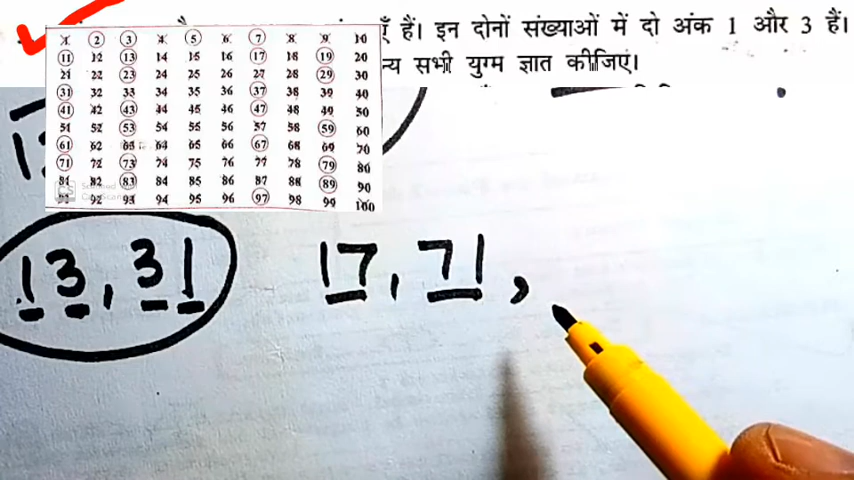 हैं। इन दोनों संख्याओं में दो अंक 1 और 3 हैं।
सभी युग्म ज्ञात कीजिएं।
1 2 3 4 5 6 7 8 9 10
11 12 13 14 15 16 17 18 19 20
21 22 23 24 25 26 27 28 29 30
31 32 33 34 35 36 37 38 39 40
41 42 43 44 45 46 47 48 49 50
51 52 53 54 55 56 57 58 59 60
61 62 63 64 65 66 67 68 69 70
71 72 73 74 75 76 77 78 79 80
81 82 83 84 85 86 87 88 89 90
91 92 93 94 95 96 97 98 99 100
13, 31 17, 71,